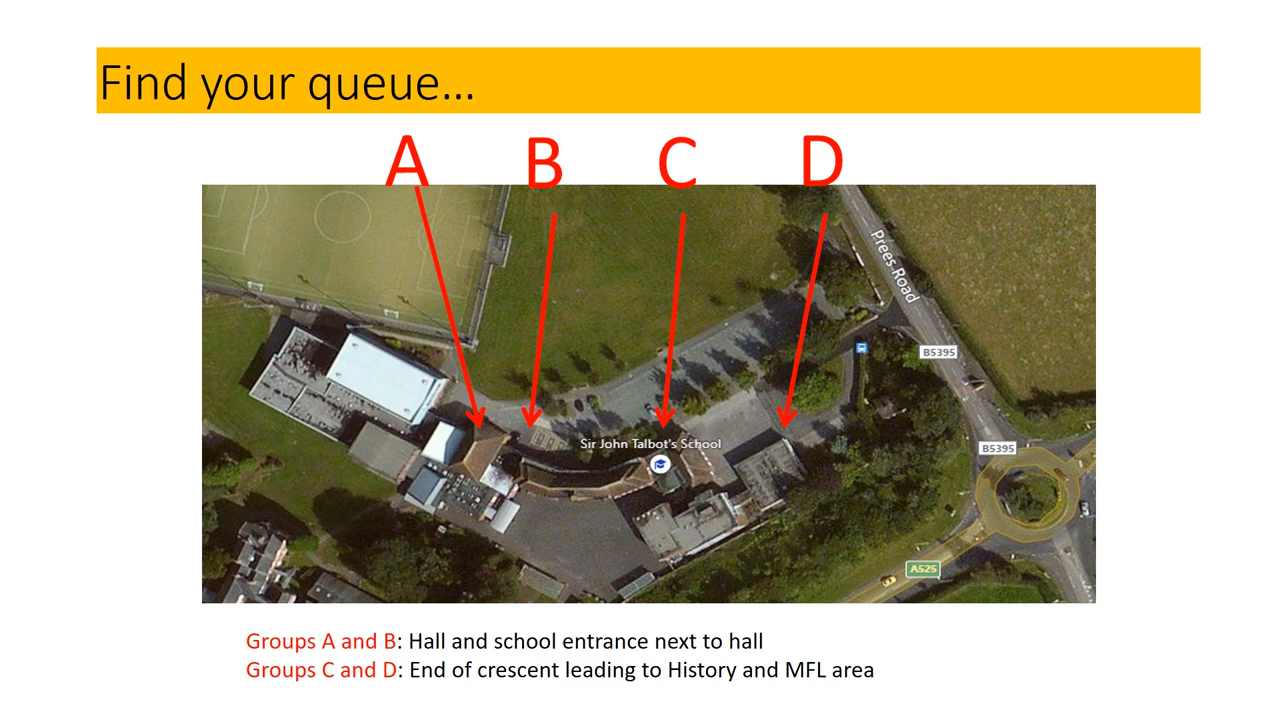 Find your queue...
A B C D
Prees Road
B5395
Sir John Talbot's School
B5395
A525
Groups A and B: Hall and school entrance next to hall
Groups C and D: End of crescent leading to History and MFL area